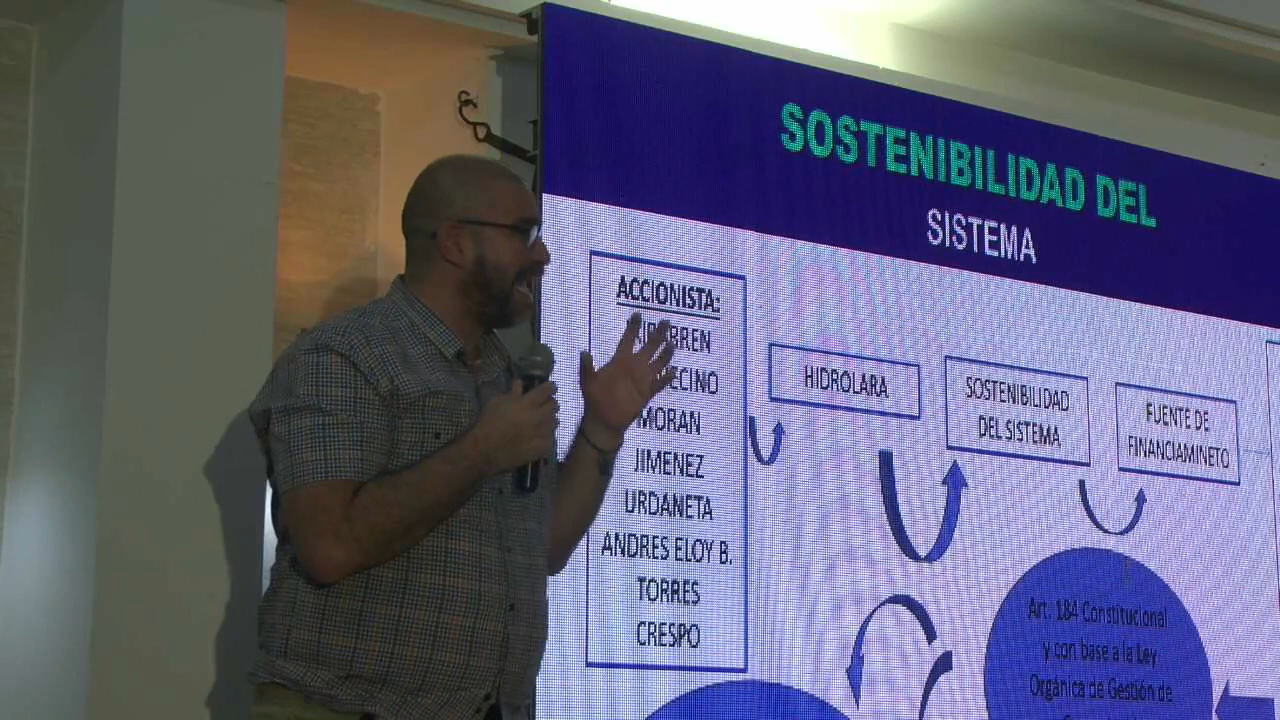 SOSTENIBILIDAD DEL
SISTEMA
ACCIONISTA:
MORAN
JIMENEZ
URDANETA
ANDRES ELOY B.
TORRES
CRESPO
HIDROLARA
SOSTENIBILIDAD
DEL SISTEMA
FUENTE DE
FINANCIAMINETO
Art. 184 Constitucional
y con base a la Ley
Orgánica de Gestión de